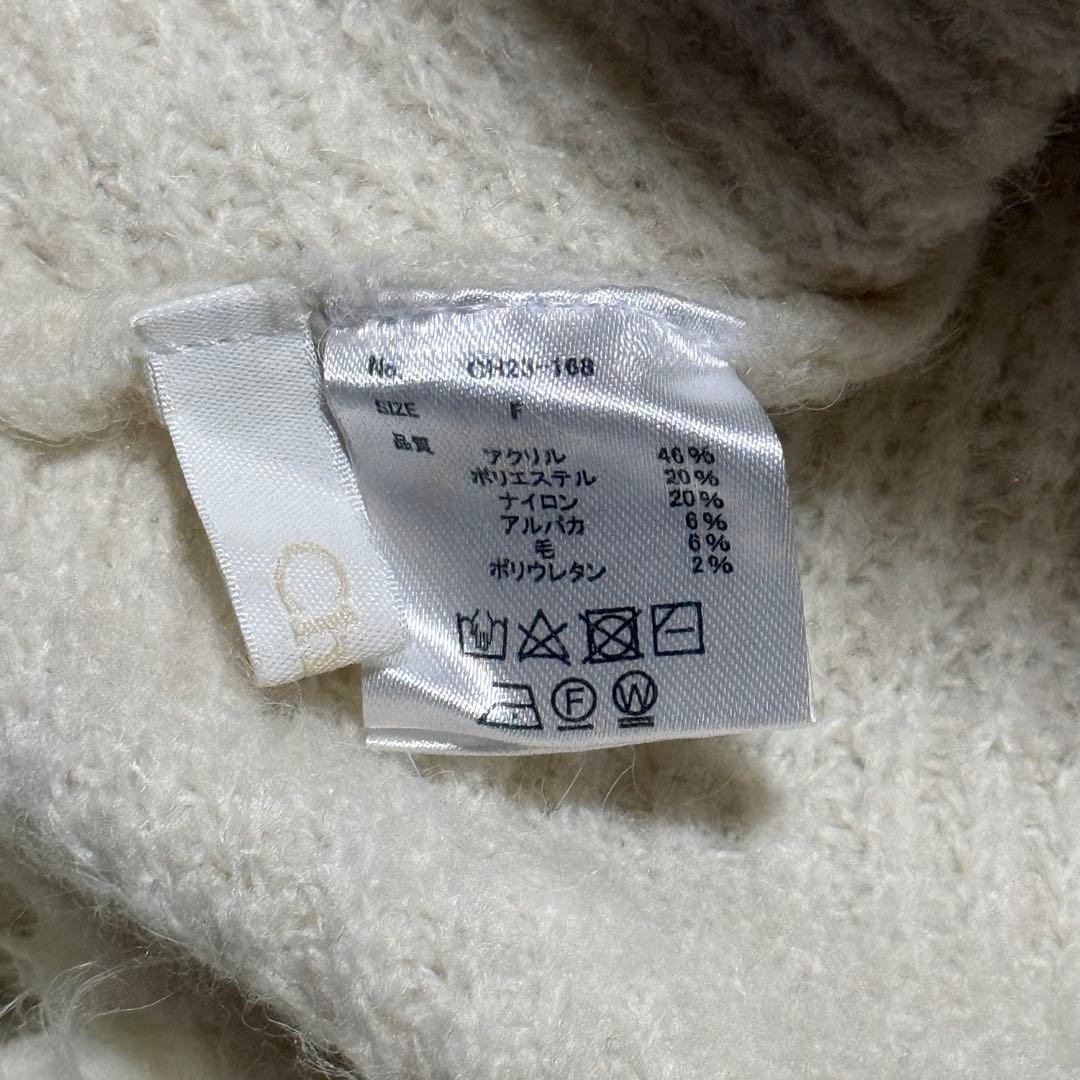 No. CH23-168
SIZE F
品質
アクリル 46%
ポリエステル 20%
ナイロン 20%
アルパカ 6%
毛 6%
ポリウレタン 2%
F W